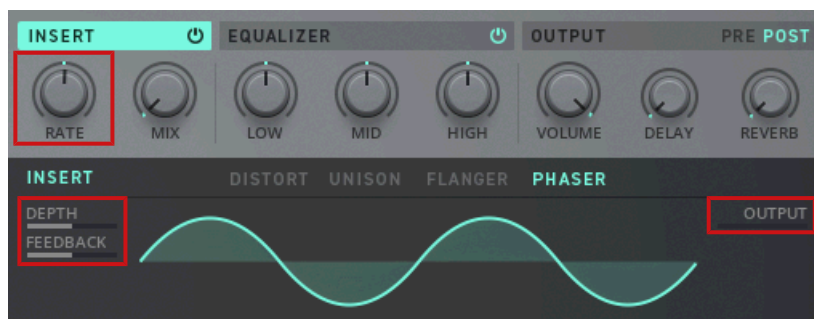 INSERT EQUALIZER OUTPUT PRE POST
RATE MIX LOW MID HIGH VOLUME DELAY REVERB
INSERT DISTORT UNISON FLANGER PHASER
DEPTH OUTPUT
FEEDBACK